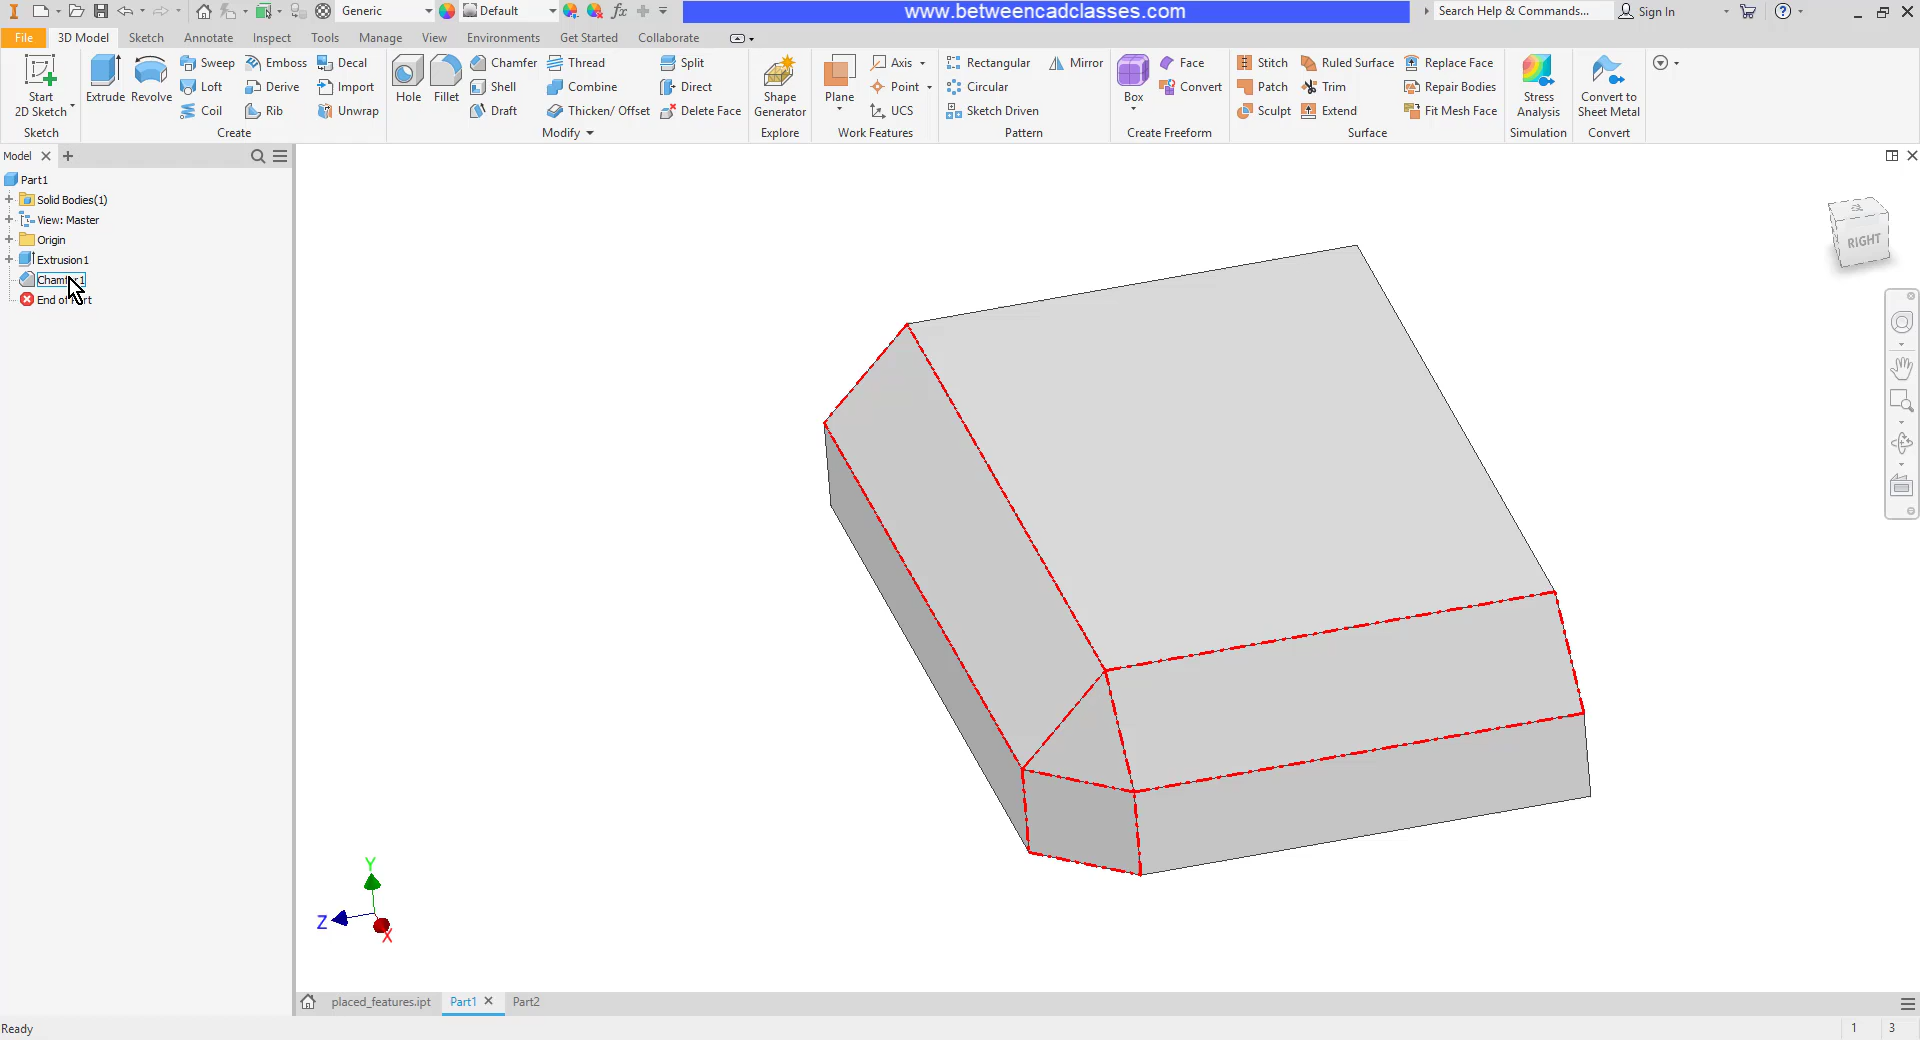 Generic
Default
www.betweencadclasses.com
Search Help & Commands...
Sign In
File
3D Model
Sketch
Annotate
Inspect
Tools
Manage
View
Environments
Get Started
Collaborate
Start
2D Sketch
Sketch
Extrude
Revolve
Sweep
Loft
Coil
Emboss
Derive
Rib
Decal
Import
Unwrap
Create
Hole
Fillet
Chamfer
Shell
Draft
Thread
Combine
Thicken/ Offset
Split
Direct
Delete Face
Modify
Shape
Generator
Explore
Plane
Axis
Point
UCS
Work Features
Rectangular
Circular
Sketch Driven
Mirror
Pattern
Box
Face
Convert
Create Freeform
Stitch
Patch
Sculpt
Ruled Surface
Trim
Extend
Replace Face
Repair Bodies
Fit Mesh Face
Surface
Stress
Analysis
Simulation
Convert to
Sheet Metal
Convert
Model
Part1
Solid Bodies(1)
View: Master
Origin
Extrusion1
End of
RIGHT
Y
Z
X
placed_features.ipt
Part1
Part2
Ready
1
3